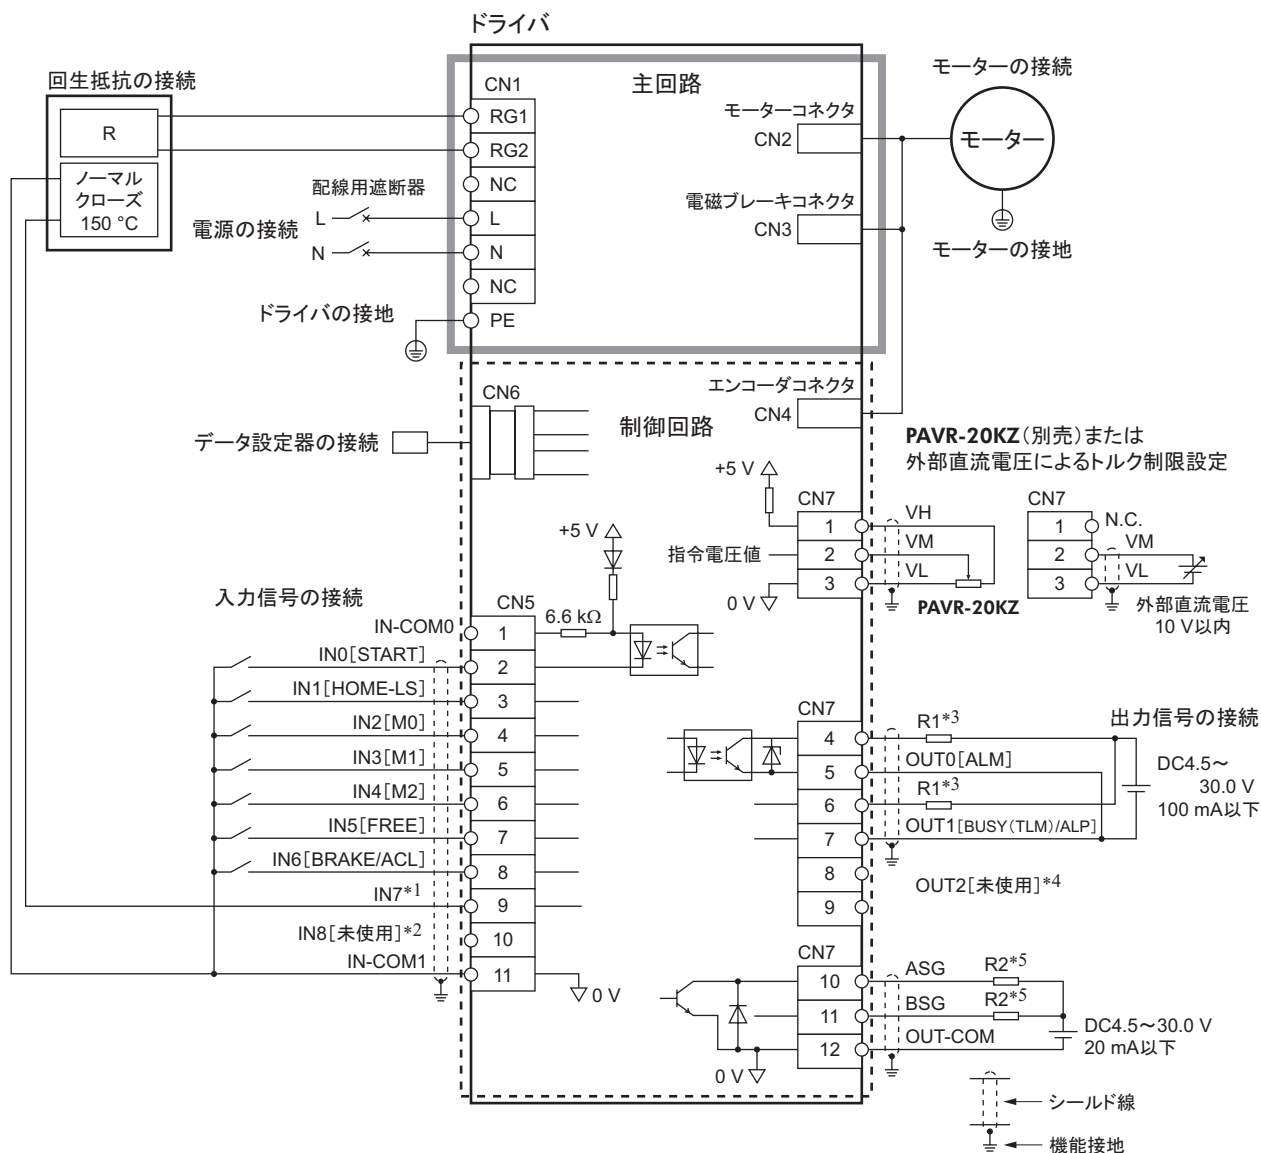 ドライバ
回生抵抗の接続
R
ノーマル
クローズ
150 °C
配線用遮断器
電源の接続
L
N
ドライバの接地
CN1
RG1
RG2
NC
L
N
NC
PE
主回路
モーターコネクタ
CN2
電磁ブレーキコネクタ
CN3
モーターの接続
モーター
モーターの接地
CN6
データ設定器の接続
制御回路
エンコーダコネクタ
CN4
PAVR-20KZ（別売）または
外部直流電圧によるトルク制限設定
+5 V
指令電圧値
0 V
CN7
1
2
3
VH
VM
VL
PAVR-20KZ
CN7
1
2
3
N.C.
VM
VL
外部直流電圧
10 V以内
+5 V
6.6 kΩ
入力信号の接続
CN5
IN-COM0
1
IN0［START］
2
IN1［HOME-LS］
3
IN2［M0］
4
IN3［M1］
5
IN4［M2］
6
IN5［FREE］
7
IN6［BRAKE/ACL］
8
IN7*1
9
IN8［未使用］*2
10
IN-COM1
11
0 V
CN7
出力信号の接続
4
R1*3
5
OUT0［ALM］
6
R1*3
7
OUT1［BUSY（TLM）/ALP］
DC4.5～
30.0 V
100 mA以下
8
OUT2［未使用］*4
9
CN7
10
ASG
R2*5
11
BSG
R2*5
12
OUT-COM
DC4.5～30.0 V
20 mA以下
0 V
シールド線
機能接地